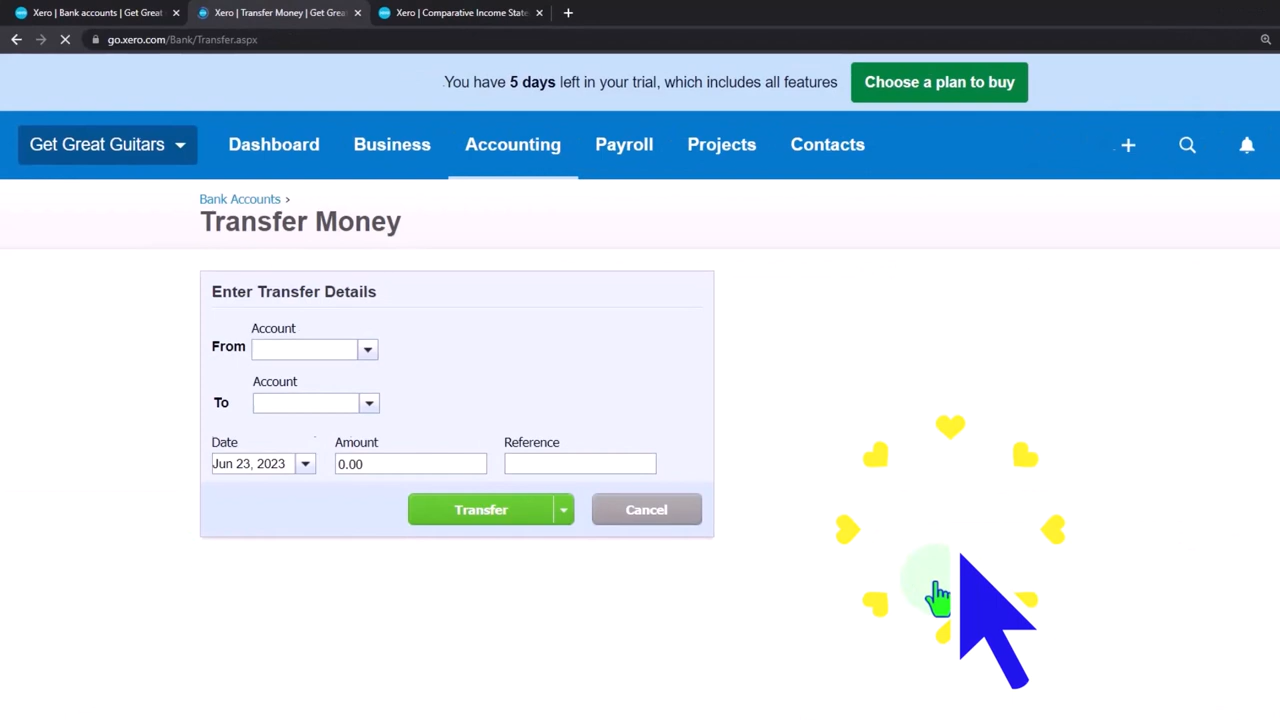 Xero | Bank accounts | Get Great
Xero | Transfer Money | Get Grea
Xero | Comparative Income State
go.xero.com/Bank/Transfer.aspx
You have 5 days left in your trial, which includes all features
Choose a plan to buy
Get Great Guitars
Dashboard
Business
Accounting
Payroll
Projects
Contacts
Bank Accounts ›
Transfer Money
Enter Transfer Details
Account
From
Account
To
Date
Amount
Reference
Jun 23, 2023
0.00
Transfer
Cancel